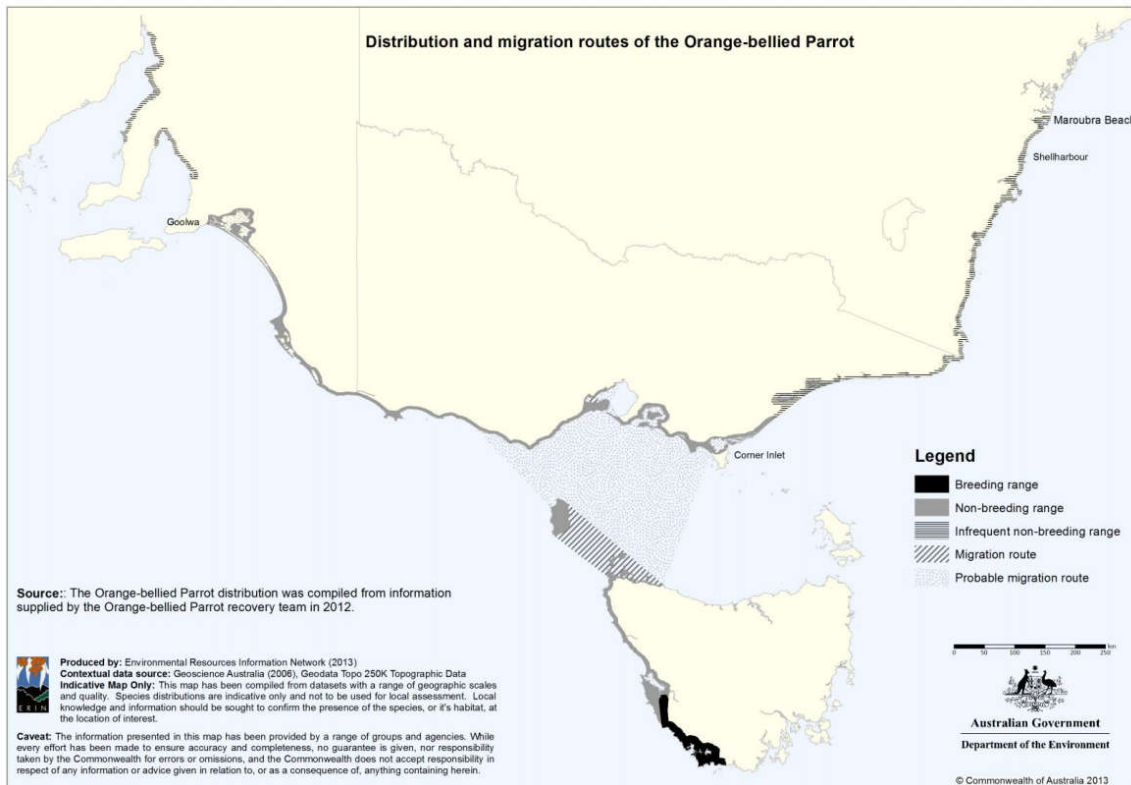 Distribution and migration routes of the Orange-bellied Parrot
Maroubra Beach
Shellharbour
Goolwa
Corner Inlet
Legend
Breeding range
Non-breeding range
Infrequent non-breeding range
Migration route
Probable migration route
Source:: The Orange-bellied Parrot distribution was compiled from information
supplied by the Orange-bellied Parrot recovery team in 2012.
Produced by: Environmental Resources Information Network (2013)
Contextual data source: Geoscience Australia (2006), Geodata Topo 250K Topographic Data
Indicative Map Only: This map has been compiled from datasets with a range of geographic scales
and quality. Species distributions are indicative only and not to be used for local assessment. Local
knowledge and information should be sought to confirm the presence of the species, or it's habitat, at
the location of interest.
ERIN
Caveat: The information presented in this map has been provided by a range of groups and agencies. While
every effort has been made to ensure accuracy and completeness, no guarantee is given, nor responsibility
taken by the Commonwealth for errors or omissions, and the Commonwealth does not accept responsibility in
respect of any information or advice given in relation to, or as a consequence of, anything containing herein.
km
0 50 100 150 200 250
Australian Government
Department of the Environment
© Commonwealth of Australia 2013